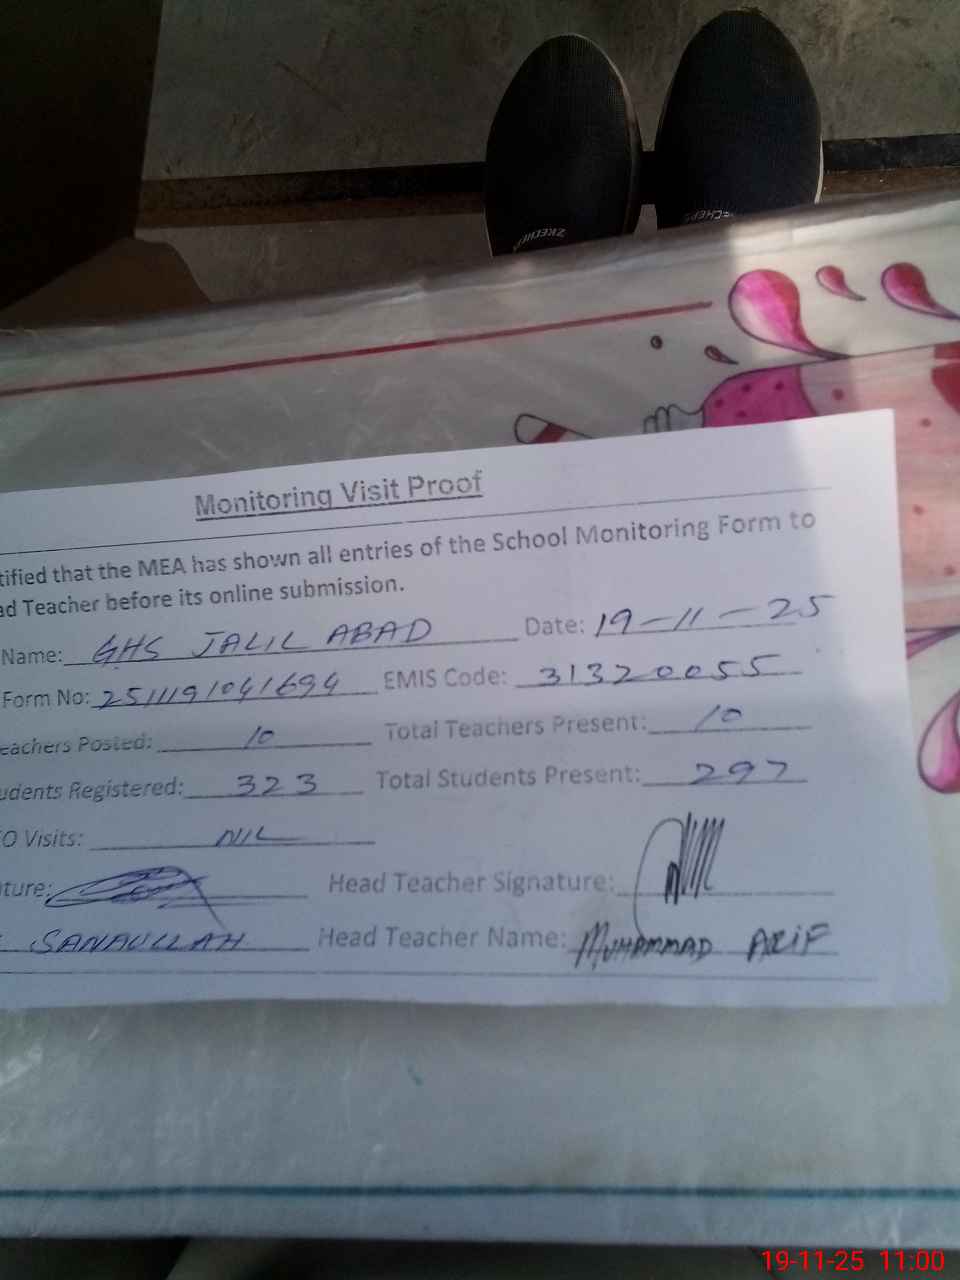 Monitoring Visit Proof
tified that the MEA has shown all entries of the School Monitoring Form to
ad Teacher before its online submission.
Name: GHS JALIL ABAD Date: 19-11-25
Form No: 2511191041694 EMIS Code: 31320055
eachers Posted: 10 Total Teachers Present: 10
udents Registered: 323 Total Students Present: 297
O Visits: NIL
ture: Head Teacher Signature:
: SANAULLAH Head Teacher Name: MUHAMMAD ARIF
19-11-25 11:00